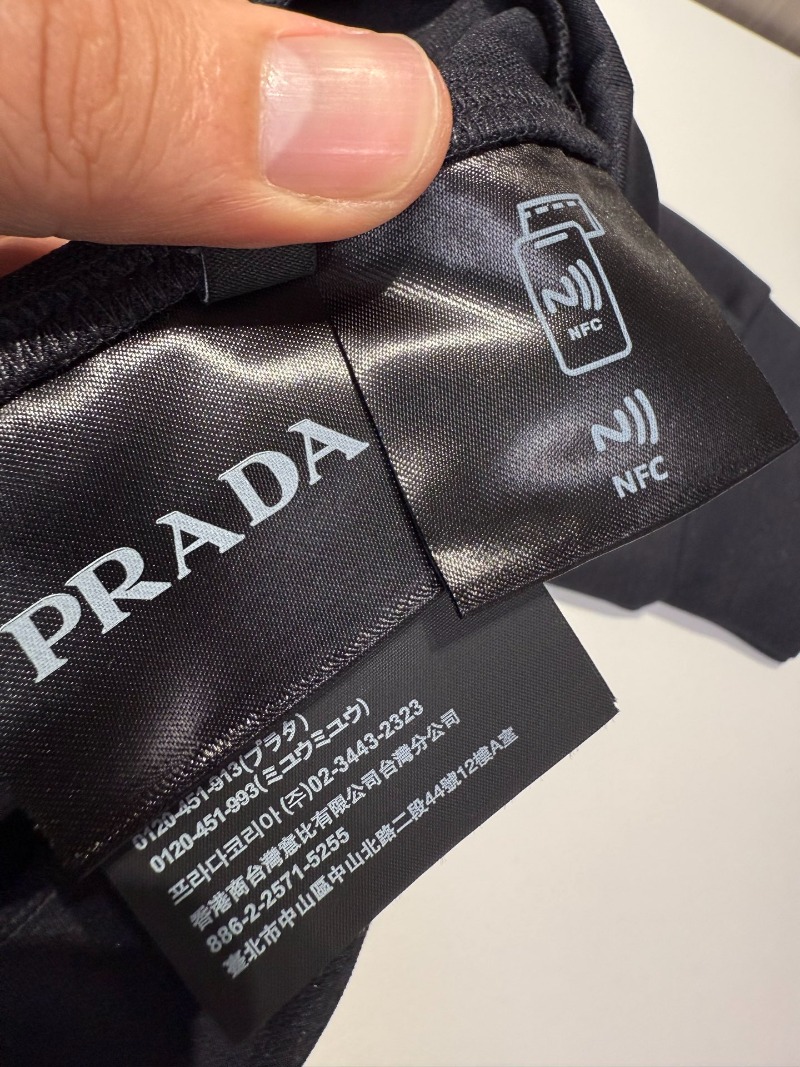 NFC
NFC
PRADA
0120-451-913(プラダ)
0120-451-993(ミュウミュウ)
프라다코리아 (주)02-3443-2323
香港商台灣意比有限公司台灣分公司
886-2-2571-5255
臺北市中山區中山北路二段44號12樓A室